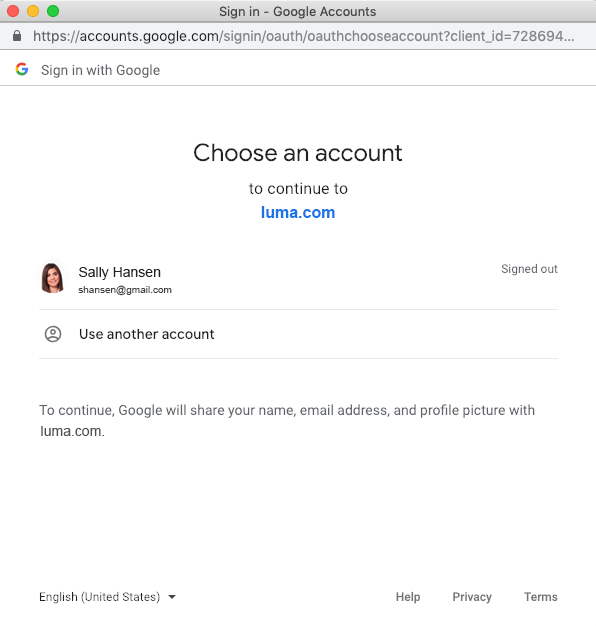 Sign in - Google Accounts
https://accounts.google.com/signin/oauth/oauthchooseaccount?client_id=728694...
Sign in with Google
Choose an account
to continue to
luma.com
Sally Hansen
Signed out
shansen@gmail.com
Use another account
To continue, Google will share your name, email address, and profile picture with
luma.com.
English (United States) Help Privacy Terms